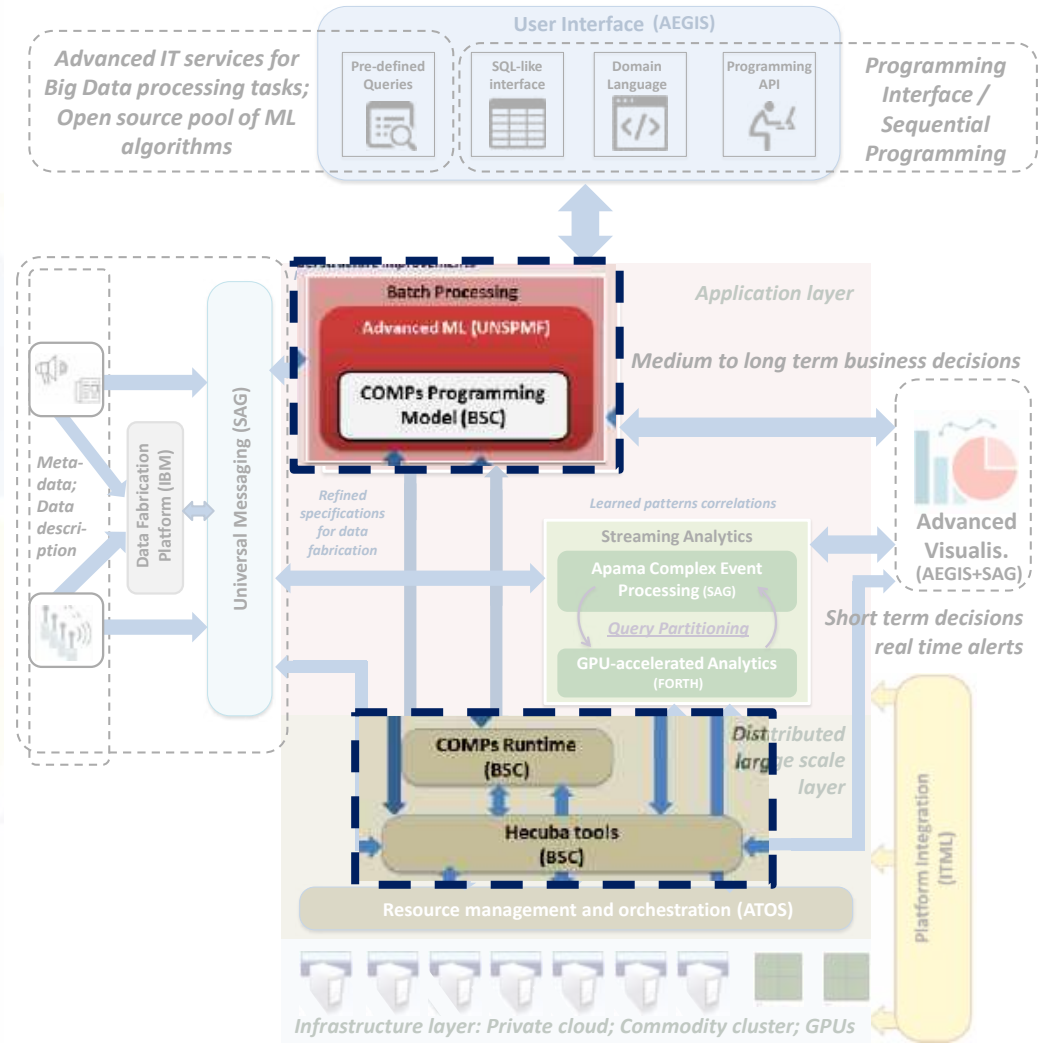 User Interface (AEGIS)
Advanced IT services for
Big Data processing tasks;
Open source pool of ML
algorithms
Pre-defined
Queries
SQL-like
interface
Domain
Language
Programming
API
Programming
Interface /
Sequential
Programming
Batch Processing
Advanced ML (UNSPMF)
COMPs Programming
Model (BSC)
Application layer
Medium to long term business decisions
Meta-
data;
Data
descri-
ption
Data Fabrication
Platform (IBM)
Universal Messaging (SAG)
Refined
specifications
for data
fabrication
Learned patterns correlations
Streaming Analytics
Apama Complex Event
Processing (SAG)
Query Partitioning
GPU-accelerated Analytics
(FORTH)
Advanced
Visualis.
(AEGIS+SAG)
Short term decisions
real time alerts
COMPs Runtime
(BSC)
Distributed
large scale
layer
Hecuba tools
(BSC)
Resource management and orchestration (ATOS)
Platform Integration
(ITML)
Infrastructure layer: Private cloud; Commodity cluster; GPUs